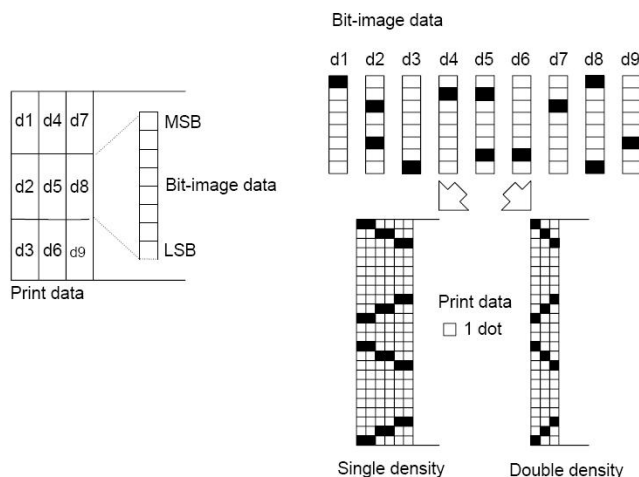 Bit-image data
d1 d2 d3 d4 d5 d6 d7 d8 d9
d1 d4 d7
MSB
d2 d5 d8
Bit-image data
d3 d6 d9
LSB
Print data
Print data
1 dot
Single density
Double density